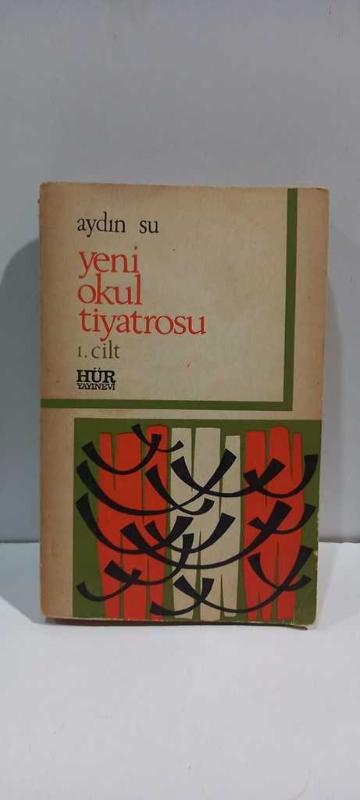 aydın su
yeni
okul
tiyatrosu
1. cilt
HÜR
YAYINEVİ